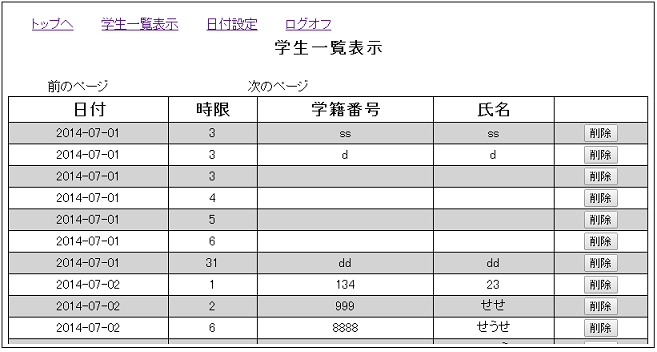 トップへ 学生一覧表示 日付設定 ログオフ
学生一覧表示
前のページ 次のページ
日付 時限 学籍番号 氏名
2014-07-01 3 ss ss 削除
2014-07-01 3 d d 削除
2014-07-01 3 削除
2014-07-01 4 削除
2014-07-01 5 削除
2014-07-01 6 削除
2014-07-01 31 dd dd 削除
2014-07-02 1 134 23 削除
2014-07-02 2 999 せせ 削除
2014-07-02 6 8888 せうせ 削除